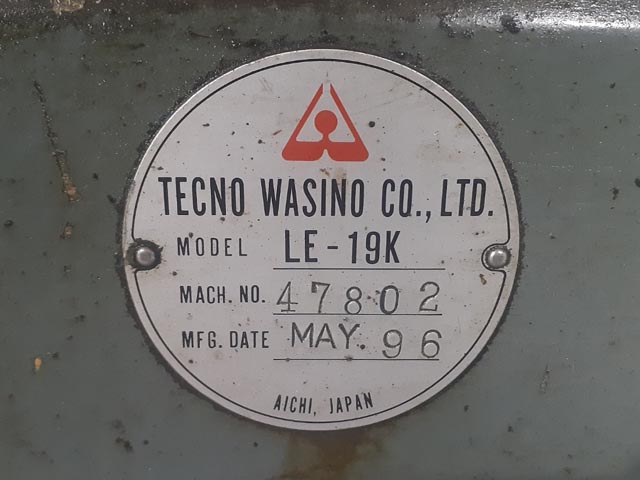 TECNO WASINO CO., LTD.
MODEL LE-19K
MACH. NO. 47802
MFG. DATE MAY. 96
AICHI, JAPAN